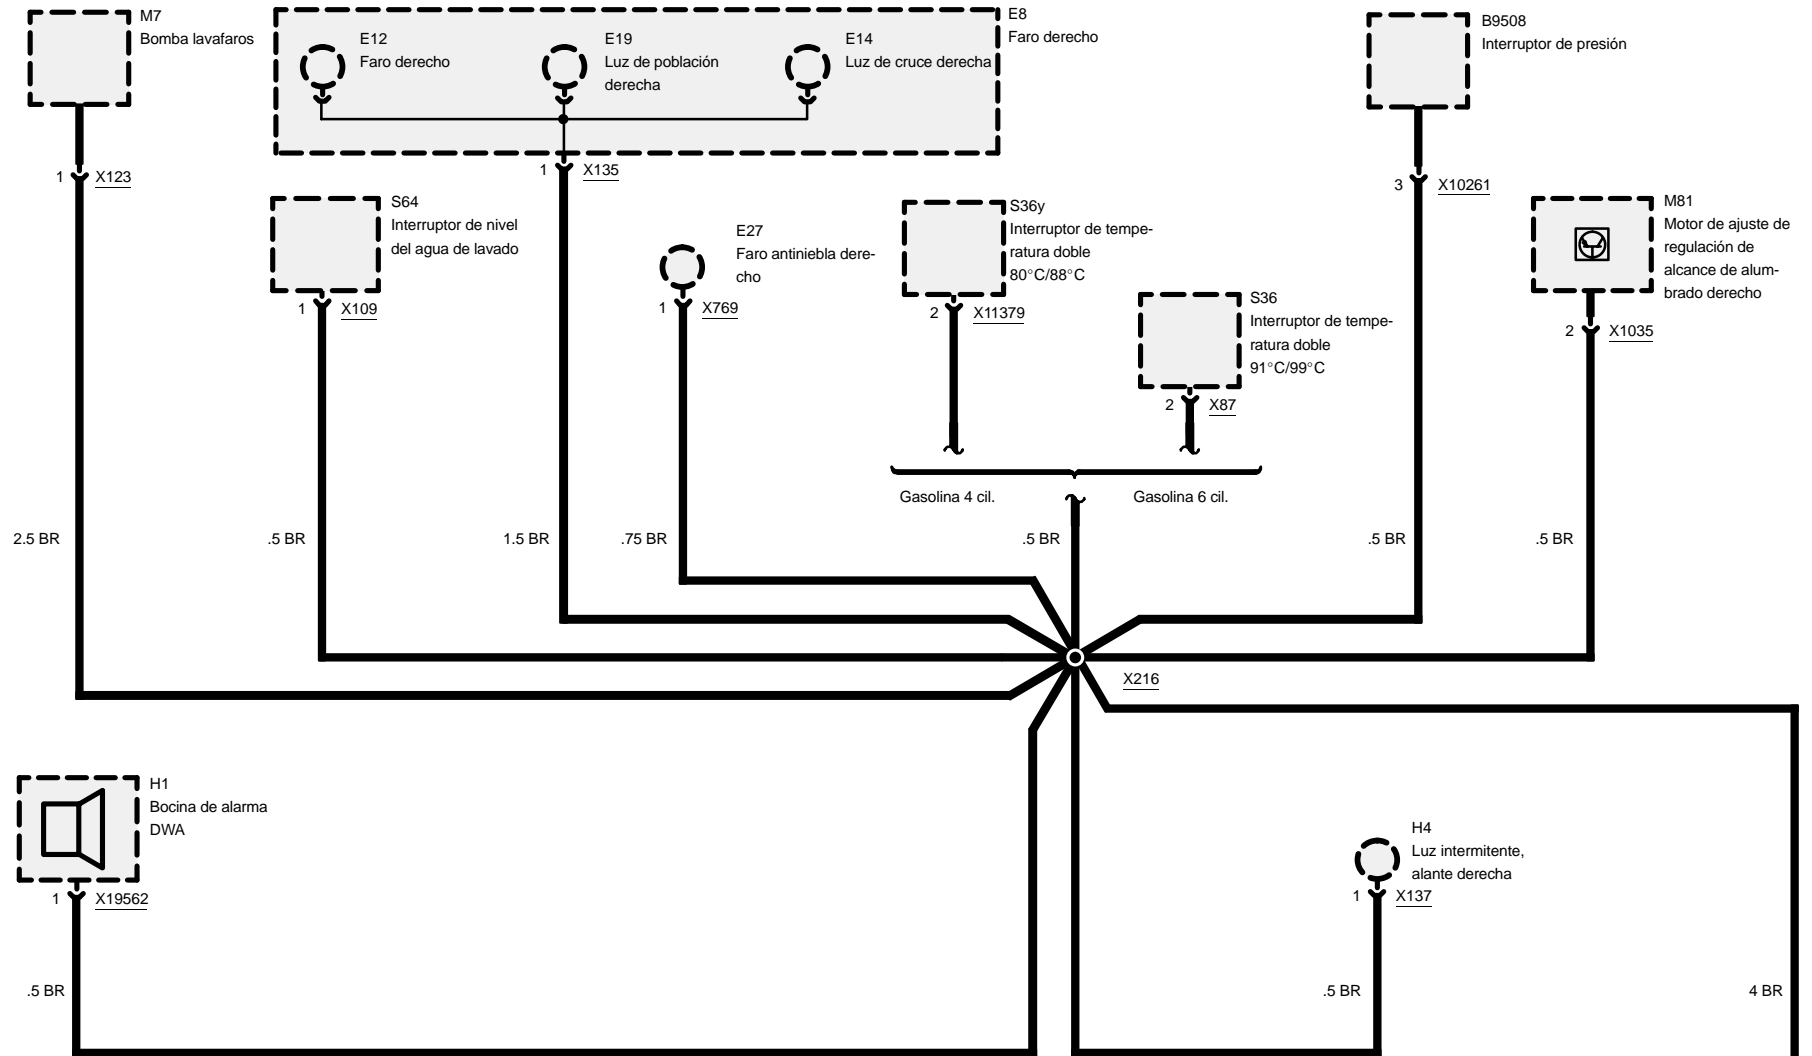 M7
Bomba lavafaros
E12
Faro derecho
E19
Luz de población
derecha
E14
Luz de cruce derecha
E8
Faro derecho
B9508
Interruptor de presión
1
X123
1
X135
3
X10261
S64
Interruptor de nivel
del agua de lavado
1
X109
E27
Faro antiniebla dere-
cho
1
X769
S36y
Interruptor de tempe-
ratura doble
80°C/88°C
2
X11379
S36
Interruptor de tempe-
ratura doble
91°C/99°C
2
X87
M81
Motor de ajuste de
regulación de
alcance de alum-
brado derecho
2
X1035
Gasolina 4 cil.
Gasolina 6 cil.
2.5 BR
.5 BR
1.5 BR
.75 BR
.5 BR
.5 BR
.5 BR
X216
H1
Bocina de alarma
DWA
1
X19562
H4
Luz intermitente,
alante derecha
1
X137
.5 BR
.5 BR
4 BR